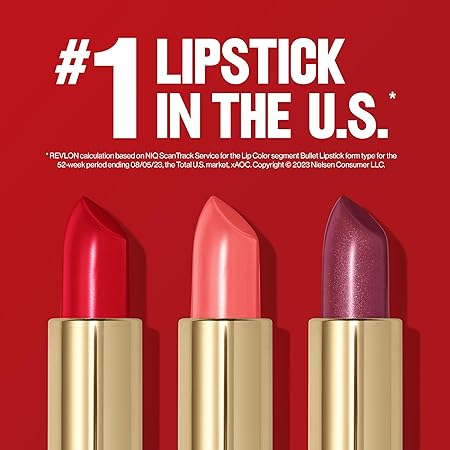 #1 LIPSTICK
IN THE U.S.*
* REVLON calculation based on NIQ ScanTrack Service for the Lip Color segment Bullet Lipstick form type for the
52-week period ending 08/05/23, the Total U.S. market, xAOC. Copyright © 2023 Nielsen Consumer LLC.